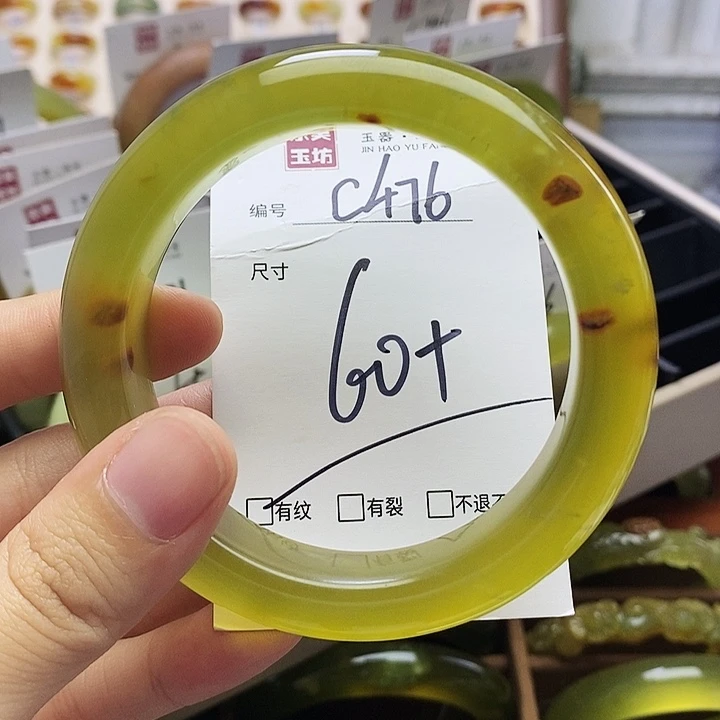 玉坊
玉器·
JIN HAO YU FA
编号 C476
尺寸
60+
有纹 有裂 不退不